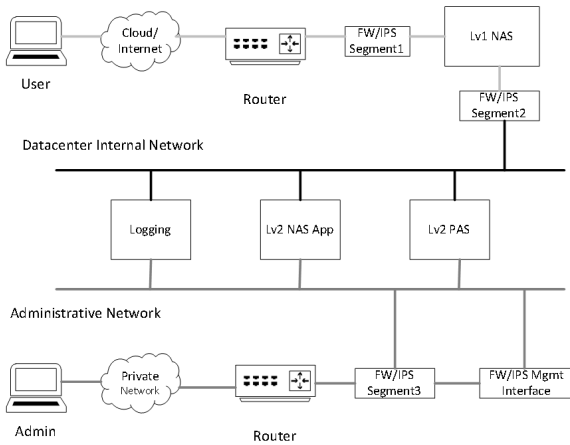 Cloud/
Internet
FW/IPS
Segment1
Lv1 NAS
User
Router
FW/IPS
Segment2
Datacenter Internal Network
Logging
Lv2 NAS App
Lv2 PAS
Administrative Network
Private
Network
FW/IPS
Segment3
FW/IPS Mgmt
Interface
Admin
Router